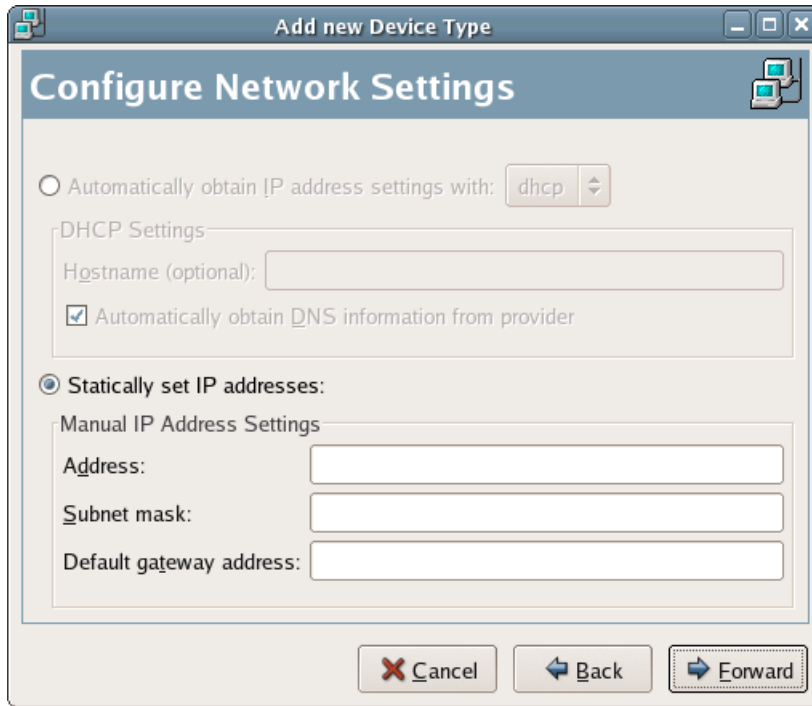 Add new Device Type
Configure Network Settings
Automatically obtain IP address settings with: dhcp
DHCP Settings
Hostname (optional):
Automatically obtain DNS information from provider
Statically set IP addresses:
Manual IP Address Settings
Address:
Subnet mask:
Default gateway address:
Cancel Back Forward